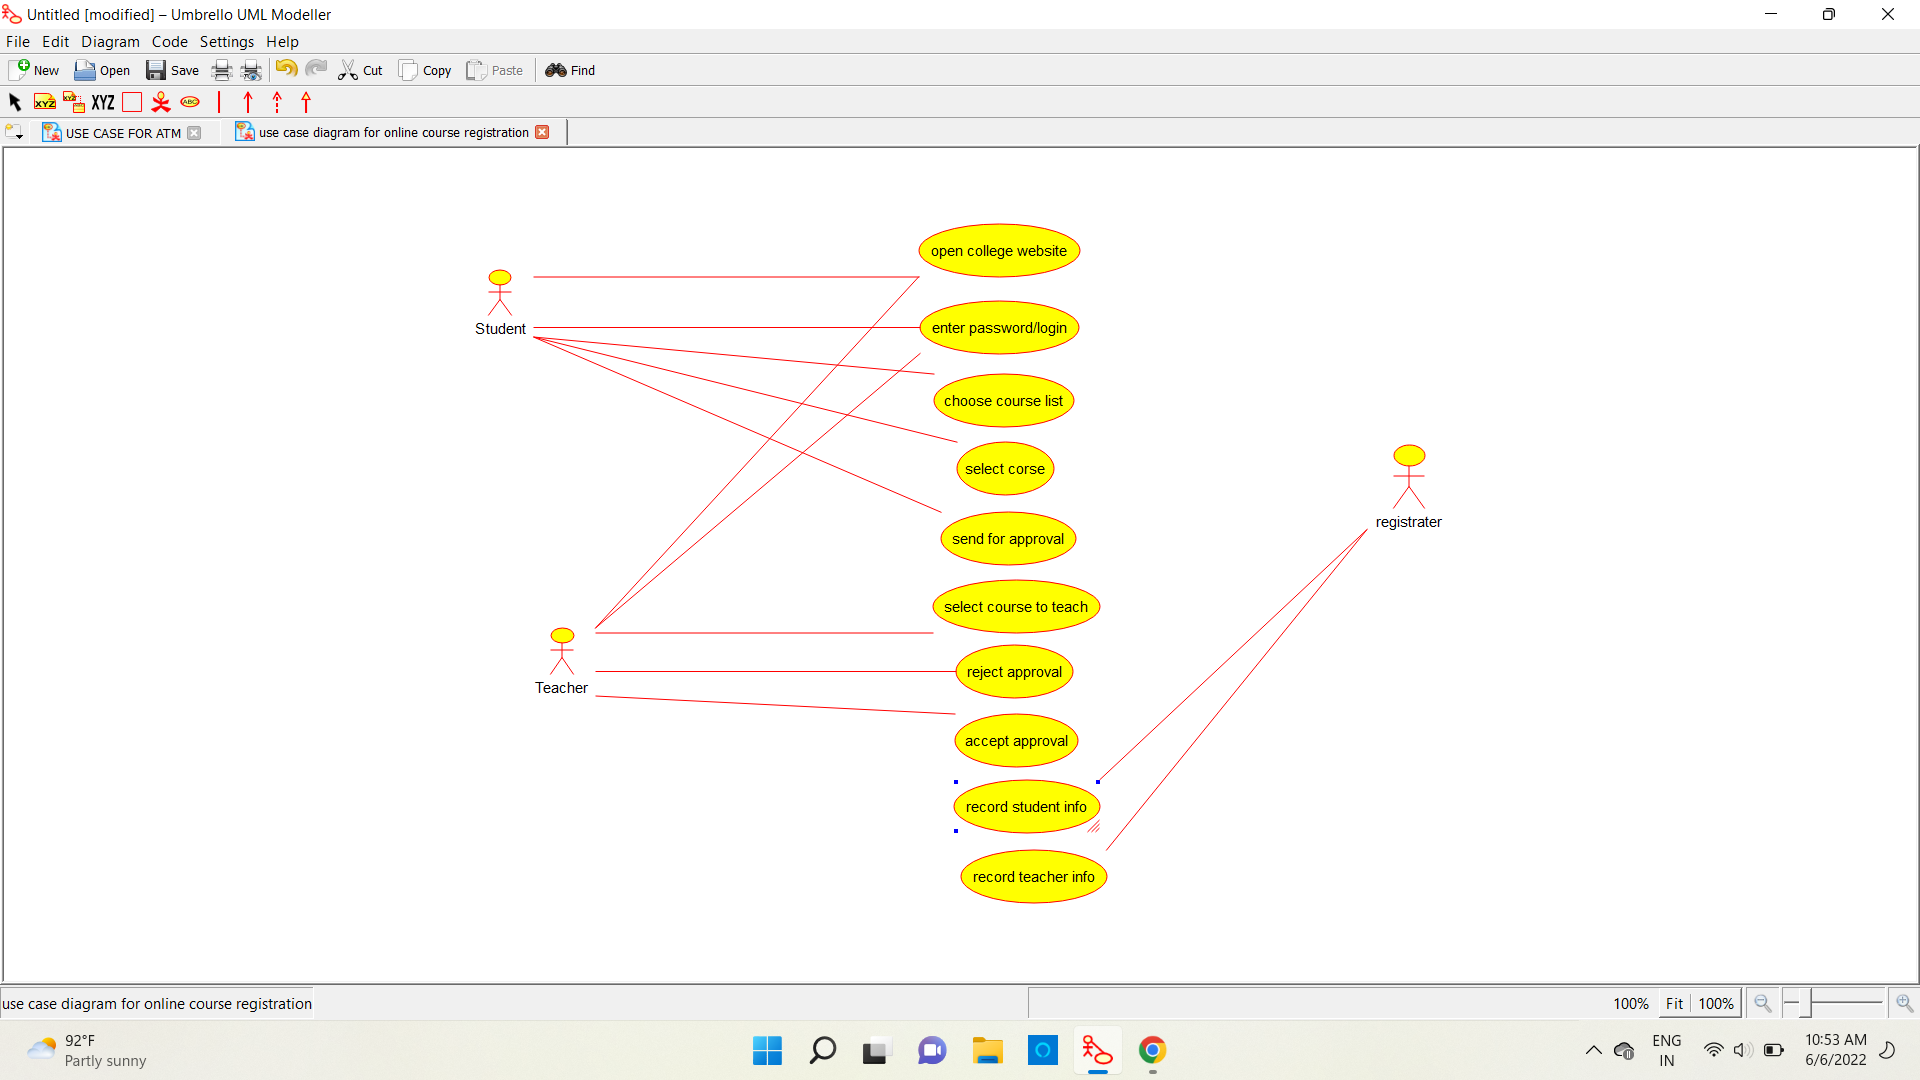 Untitled [modified] – Umbrello UML Modeller
File Edit Diagram Code Settings Help
New Open Save Cut Copy Paste Find
XYZ XYZ XYZ ABC
USE CASE FOR ATM use case diagram for online course registration
open college website
Student
enter password/login
choose course list
select corse
registrater
send for approval
select course to teach
Teacher
reject approval
accept approval
record student info
record teacher info
use case diagram for online course registration 100% Fit 100%
92°F
Partly sunny
ENG
IN
10:53 AM
6/6/2022